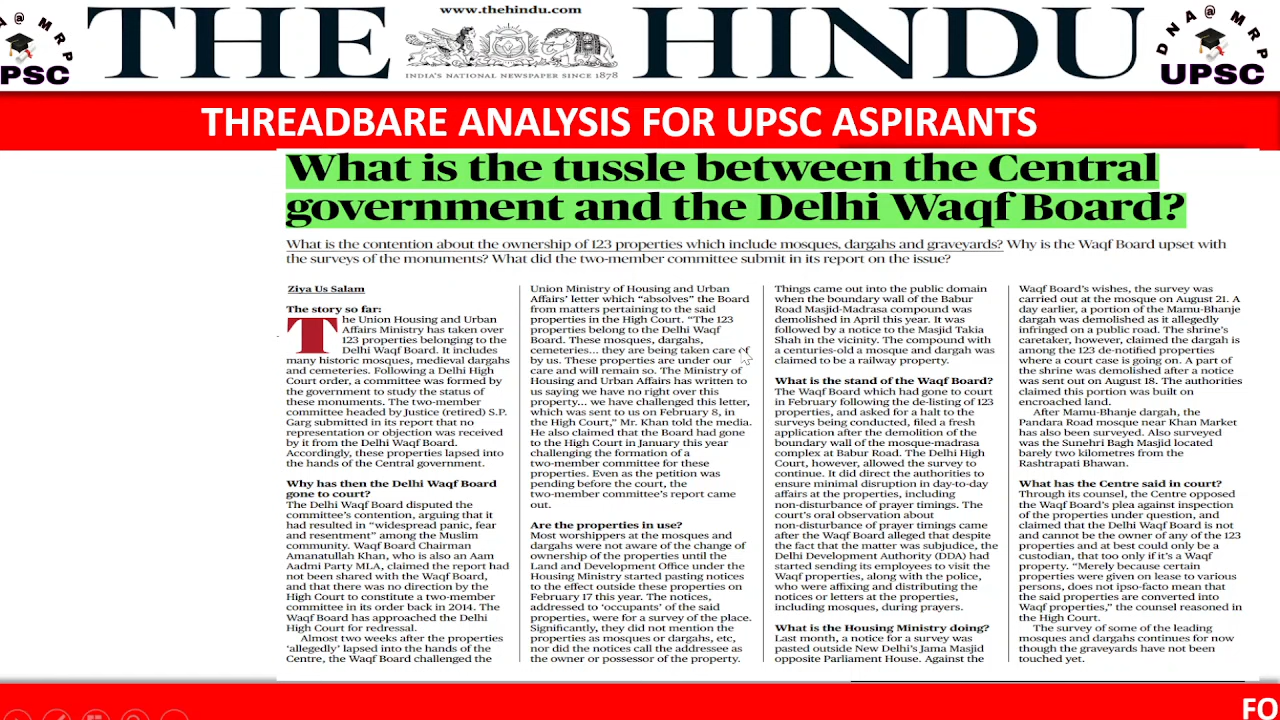 www.thehindu.com
THE HINDU
INDIA'S NATIONAL NEWSPAPER SINCE 1878
DNA@MRP
UPSC
THREADBARE ANALYSIS FOR UPSC ASPIRANTS
What is the tussle between the Central
government and the Delhi Waqf Board?
What is the contention about the ownership of 123 properties which include mosques, dargahs and graveyards? Why is the Waqf Board upset with
the surveys of the monuments? What did the two-member committee submit in its report on the issue?
Ziya Us Salam
The story so far:
The Union Housing and Urban
Affairs Ministry has taken over
123 properties belonging to the
Delhi Waqf Board. It includes
many historic mosques, medieval dargahs
and cemeteries. Following a Delhi High
Court order, a committee was formed by
the government to study the status of
these monuments. The two-member
committee headed by Justice (retired) S.P.
Garg submitted in its report that no
representation or objection was received
by it from the Delhi Waqf Board.
Accordingly, these properties lapsed into
the hands of the Central government.
Why has then the Delhi Waqf Board
gone to court?
The Delhi Waqf Board disputed the
committee's contention, arguing that it
had resulted in "widespread panic, fear
and resentment" among the Muslim
community. Waqf Board Chairman
Amanatullah Khan, who is also an Aam
Aadmi Party MLA, claimed the report had
not been shared with the Waqf Board,
and that there was no direction by the
High Court to constitute a two-member
committee in its order back in 2014. The
Waqf Board has approached the Delhi
High Court for redressal.
Almost two weeks after the properties
'allegedly' lapsed into the hands of the
Centre, the Waqf Board challenged the
Union Ministry of Housing and Urban
Affairs' letter which "absolves" the Board
from matters pertaining to the said
properties in the High Court. "The 123
properties belong to the Delhi Waqf
Board. These mosques, dargahs,
cemeteries... they are being taken care of
by us. These properties are under our
care and will remain so. The Ministry of
Housing and Urban Affairs has written to
us saying we have no right over this
property... we have challenged this letter,
which was sent to us on February 8, in
the High Court," Mr. Khan told the media.
He also claimed that the Board had gone
to the High Court in January this year
challenging the formation of a
two-member committee for these
properties. Even as the petition was
pending before the court, the
two-member committee's report came
out.
Are the properties in use?
Most worshippers at the mosques and
dargahs were not aware of the change of
ownership of the properties until the
Land and Development Office under the
Housing Ministry started pasting notices
to the effect outside these properties on
February 17 this year. The notices,
addressed to 'occupants' of the said
properties, were for a survey of the place.
Significantly, they did not mention the
properties as mosques or dargahs, etc,
nor did the notices call the addressee as
the owner or possessor of the property.
Things came out into the public domain
when the boundary wall of the Babur
Road Masjid-Madrasa compound was
demolished in April this year. It was
followed by a notice to the Masjid Takia
Shah in the vicinity. The compound with
a centuries-old a mosque and dargah was
claimed to be a railway property.
What is the stand of the Waqf Board?
The Waqf Board which had gone to court
in February following the de-listing of 123
properties, and asked for a halt to the
surveys being conducted, filed a fresh
application after the demolition of the
boundary wall of the mosque-madrasa
complex at Babur Road. The Delhi High
Court, however, allowed the survey to
continue. It did direct the authorities to
ensure minimal disruption in day-to-day
affairs at the properties, including
non-disturbance of prayer timings. The
court's oral observation about
non-disturbance of prayer timings came
after the Waqf Board alleged that despite
the fact that the matter was subjudice, the
Delhi Development Authority (DDA) had
started sending its employees to visit the
Waqf properties, along with the police,
who were affixing and distributing the
notices or letters at the properties,
including mosques, during prayers.
What is the Housing Ministry doing?
Last month, a notice for a survey was
pasted outside New Delhi's Jama Masjid
opposite Parliament House. Against the
Waqf Board's wishes, the survey was
carried out at the mosque on August 21. A
day earlier, a portion of the Mamu-Bhanje
dargah was demolished as it allegedly
infringed on a public road. The shrine's
caretaker, however, claimed the dargah is
among the 123 de-notified properties
where a court case is going on. A part of
the shrine was demolished after a notice
was sent out on August 18. The authorities
claimed this portion was built on
encroached land.
After Mamu-Bhanje dargah, the
Pandara Road mosque near Khan Market
has also been surveyed. Also surveyed
was the Sunehri Bagh Masjid located
barely two kilometres from the
Rashtrapati Bhawan.
What has the Centre said in court?
Through its counsel, the Centre opposed
the Waqf Board's plea against inspection
of the properties under question, and
claimed that the Delhi Waqf Board is not
and cannot be the owner of any of the 123
properties and at best could only be a
custodian, that too only if it's a Waqf
property. "Merely because certain
properties were given on lease to various
persons, does not ipso-facto mean that
the said properties are converted into
Waqf properties," the counsel reasoned in
the High Court.
The survey of some of the leading
mosques and dargahs continues for now
though the graveyards have not been
touched yet.
FO